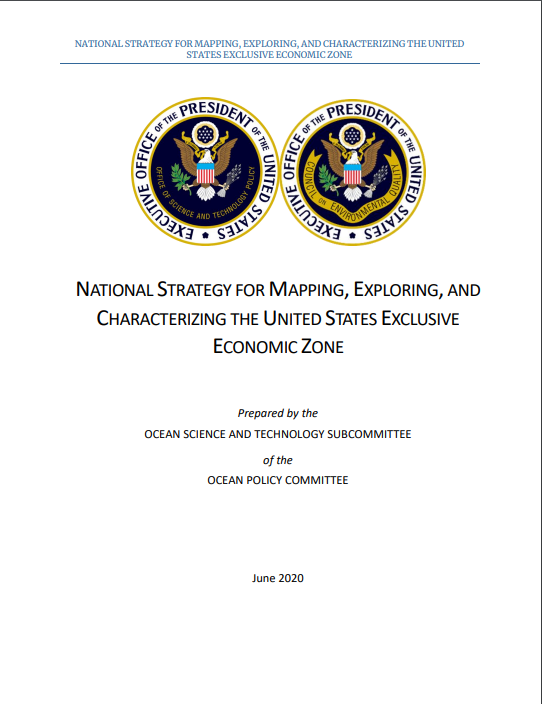 NATIONAL STRATEGY FOR MAPPING, EXPLORING, AND CHARACTERIZING THE UNITED
STATES EXCLUSIVE ECONOMIC ZONE
EXECUTIVE OFFICE OF THE PRESIDENT OF THE UNITED STATES
OFFICE OF SCIENCE AND TECHNOLOGY POLICY
EXECUTIVE OFFICE OF THE PRESIDENT OF THE UNITED STATES
COUNCIL ON ENVIRONMENTAL QUALITY
NATIONAL STRATEGY FOR MAPPING, EXPLORING, AND
CHARACTERIZING THE UNITED STATES EXCLUSIVE
ECONOMIC ZONE
Prepared by the
OCEAN SCIENCE AND TECHNOLOGY SUBCOMMITTEE
of the
OCEAN POLICY COMMITTEE
June 2020